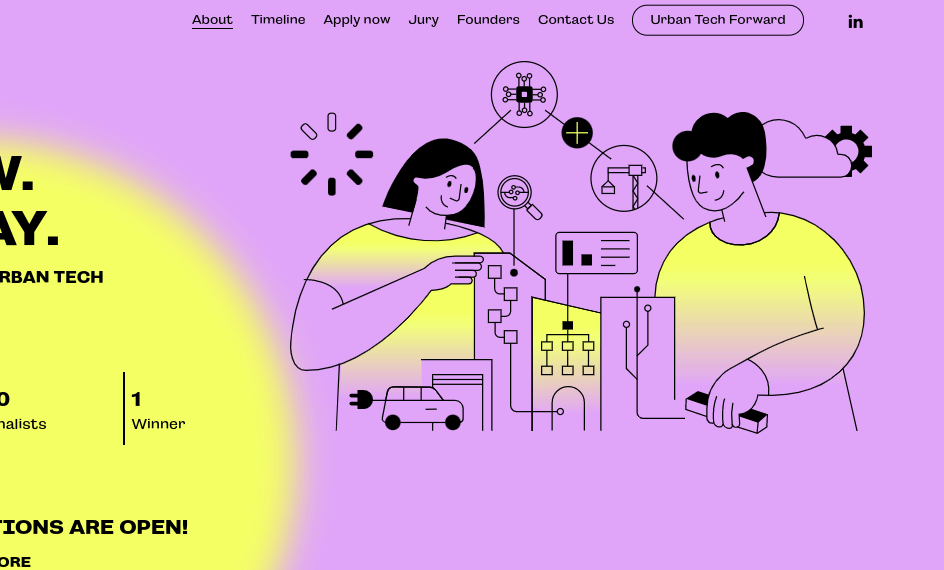 About Timeline Apply now Jury Founders Contact Us Urban Tech Forward in
W.
AY.
RBAN TECH
0
1
nalists
Winner
TIONS ARE OPEN!
ORE